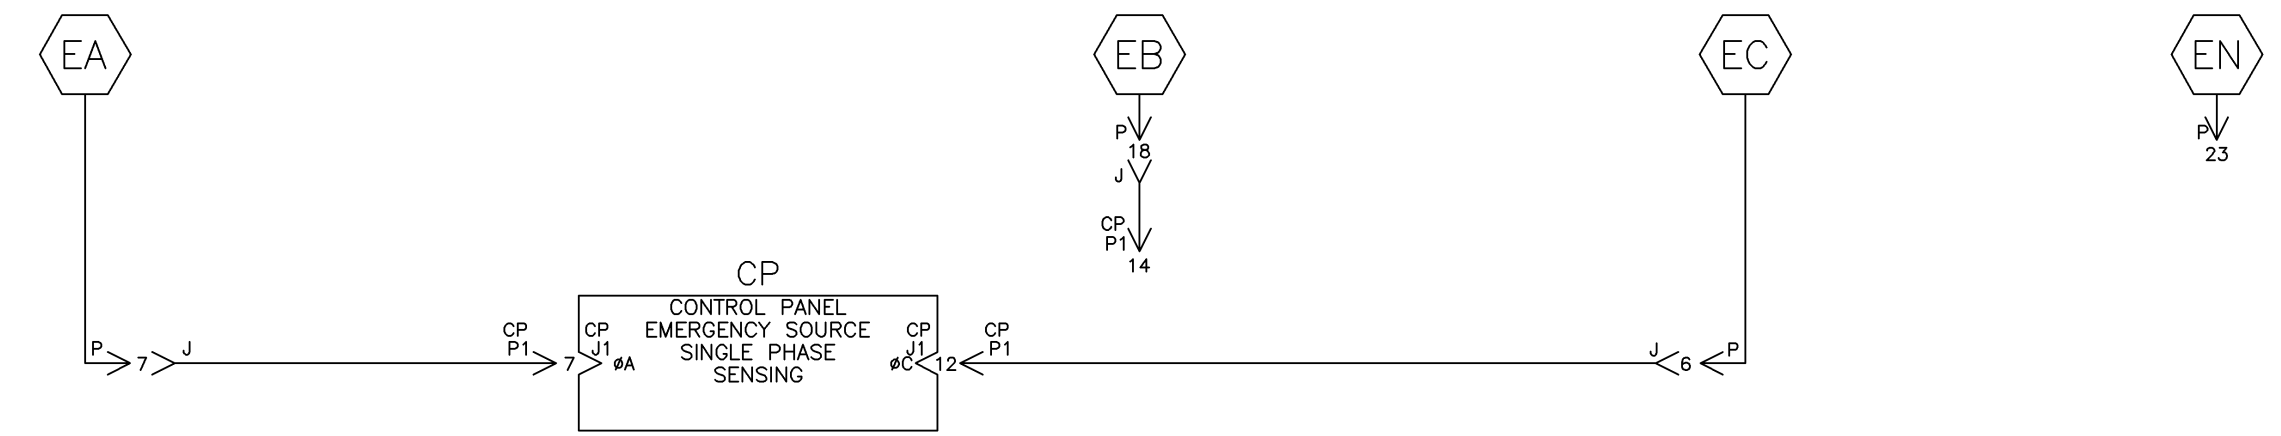 EA
EB
EC
EN
P
18
P
23
J
CP
P1
14
CP
CONTROL PANEL
EMERGENCY SOURCE
SINGLE PHASE
SENSING
P
7
J
CP
P1
7
CP
J1
øA
CP
J1
øC
12
CP
P1
J
6
P